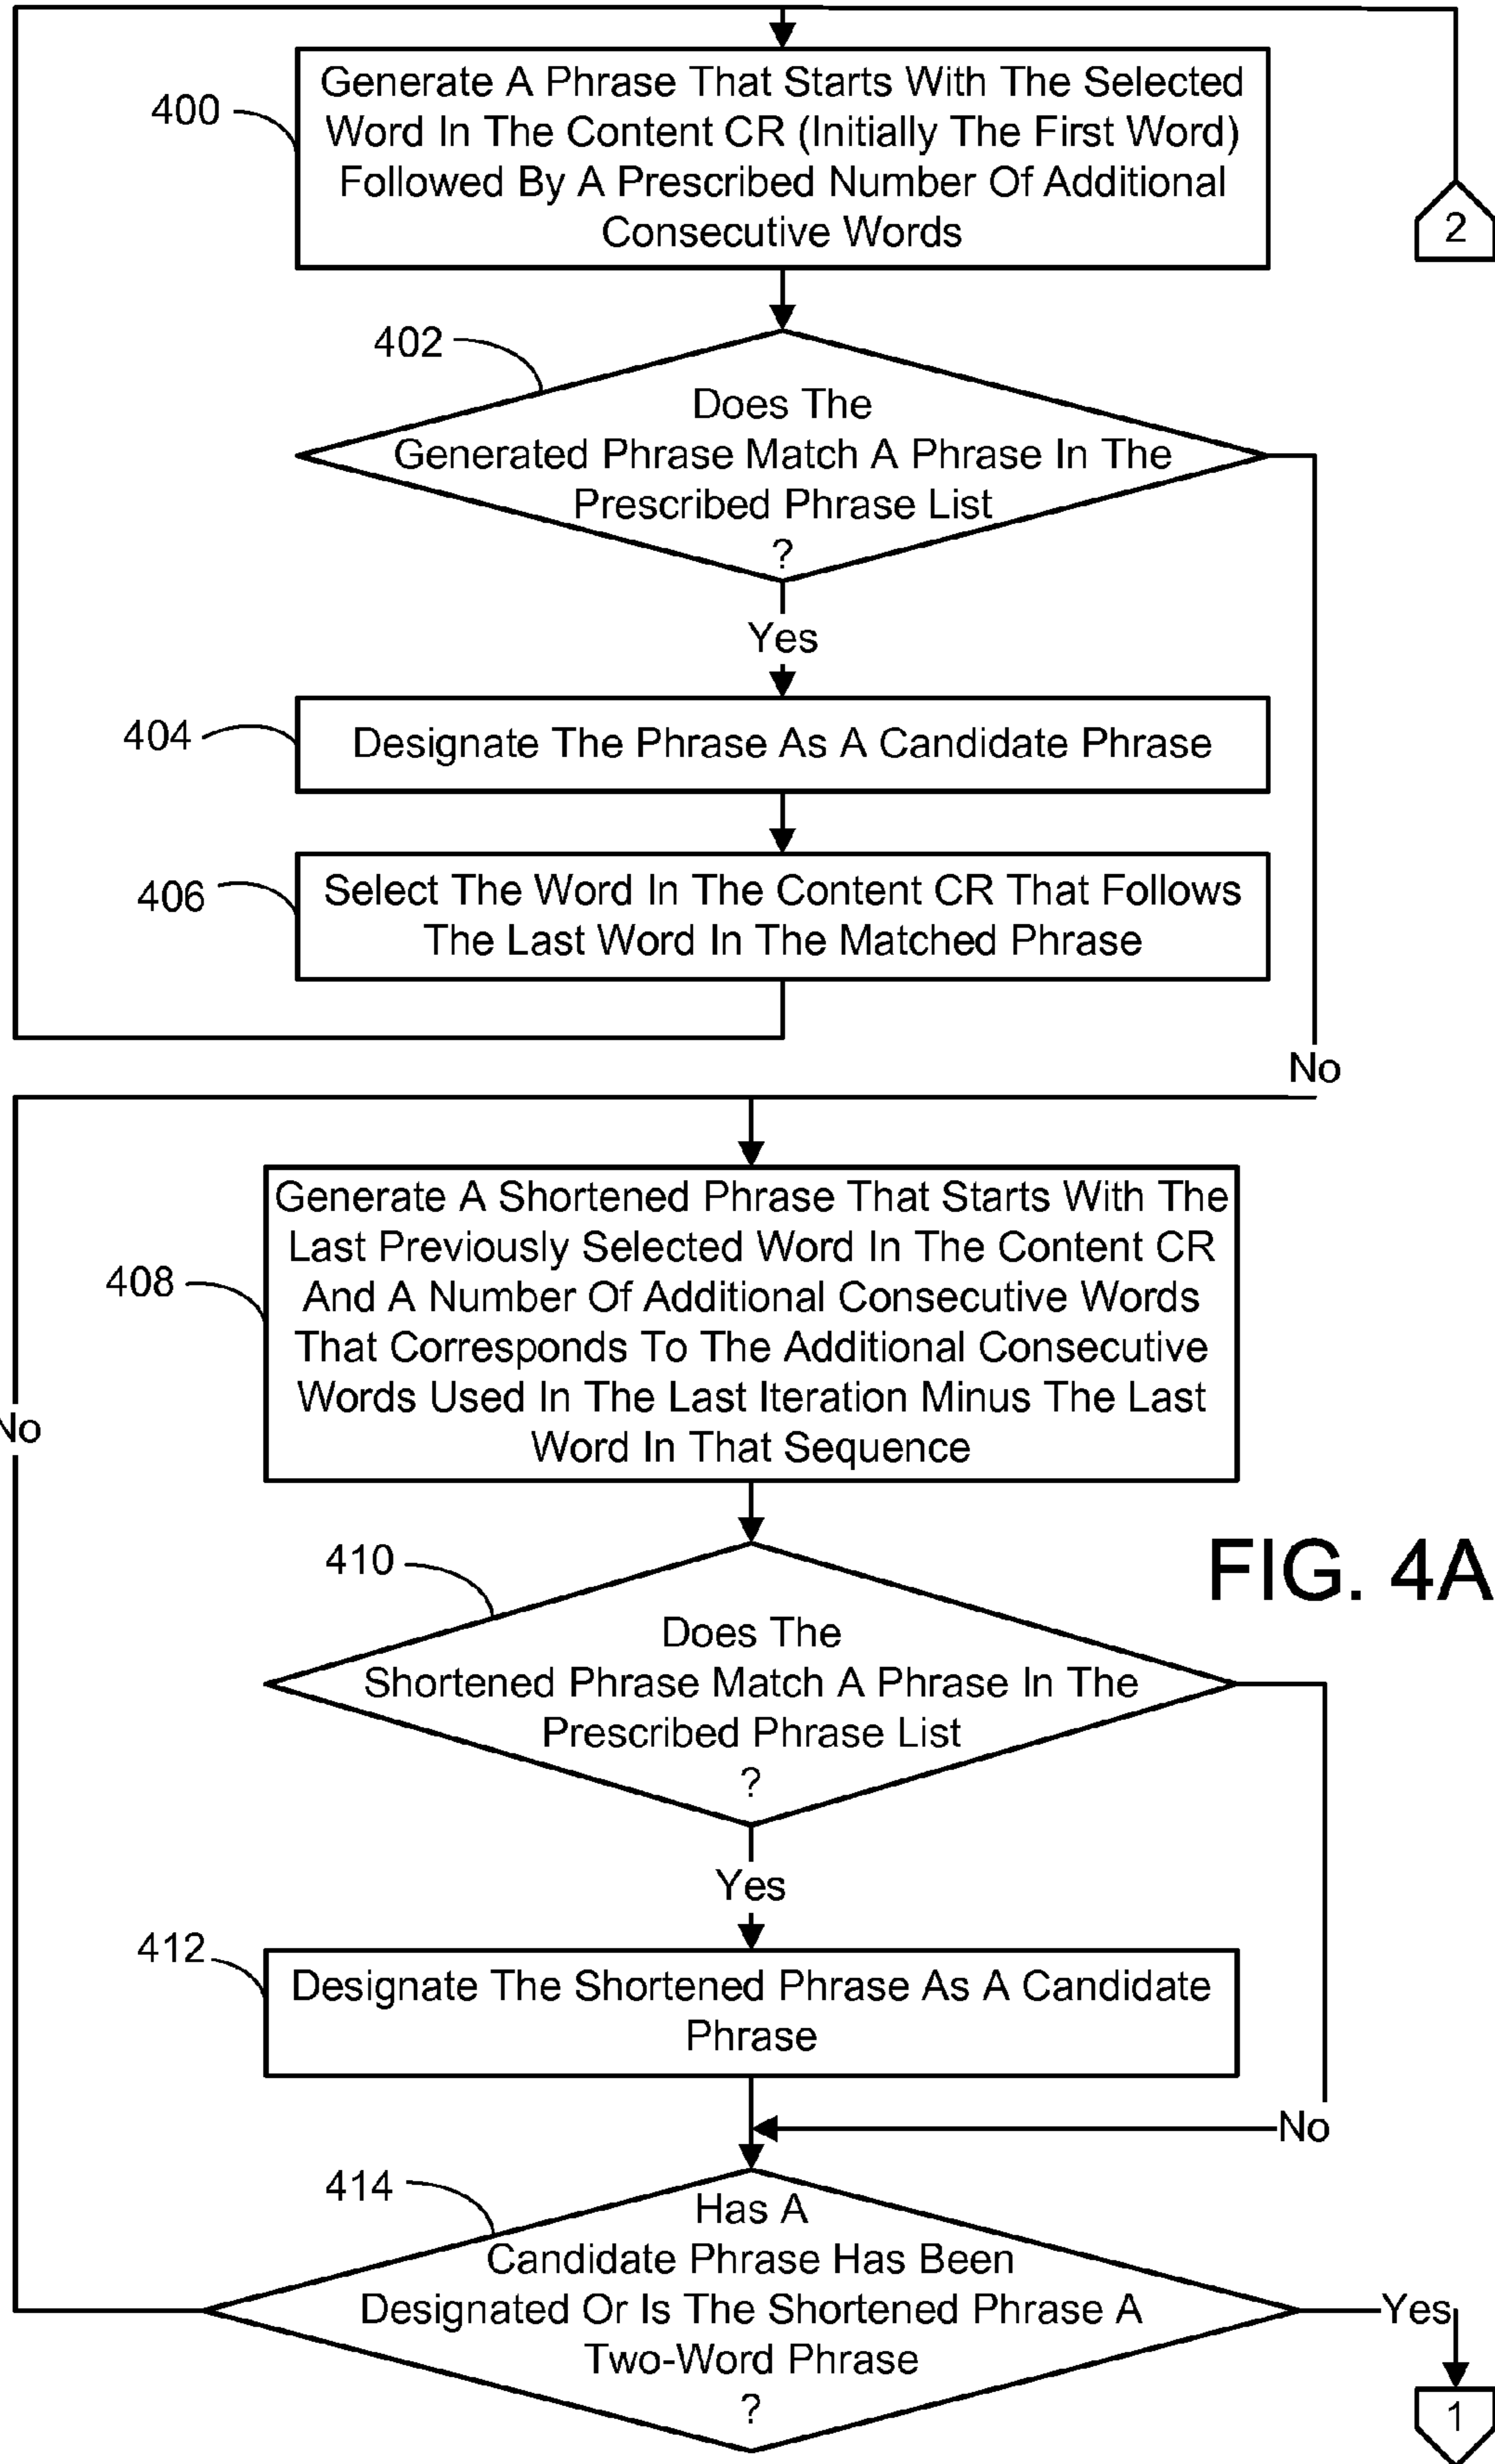 400
Generate A Phrase That Starts With The Selected
Word In The Content CR (Initially The First Word)
Followed By A Prescribed Number Of Additional
Consecutive Words
2
402
Does The
Generated Phrase Match A Phrase In The
Prescribed Phrase List
?
Yes
404
Designate The Phrase As A Candidate Phrase
406
Select The Word In The Content CR That Follows
The Last Word In The Matched Phrase
No
408
Generate A Shortened Phrase That Starts With The
Last Previously Selected Word In The Content CR
And A Number Of Additional Consecutive Words
That Corresponds To The Additional Consecutive
Words Used In The Last Iteration Minus The Last
Word In That Sequence
No
FIG. 4A
410
Does The
Shortened Phrase Match A Phrase In The
Prescribed Phrase List
?
Yes
412
Designate The Shortened Phrase As A Candidate
Phrase
No
414
Has A
Candidate Phrase Has Been
Designated Or Is The Shortened Phrase A
Two-Word Phrase
?
Yes
1